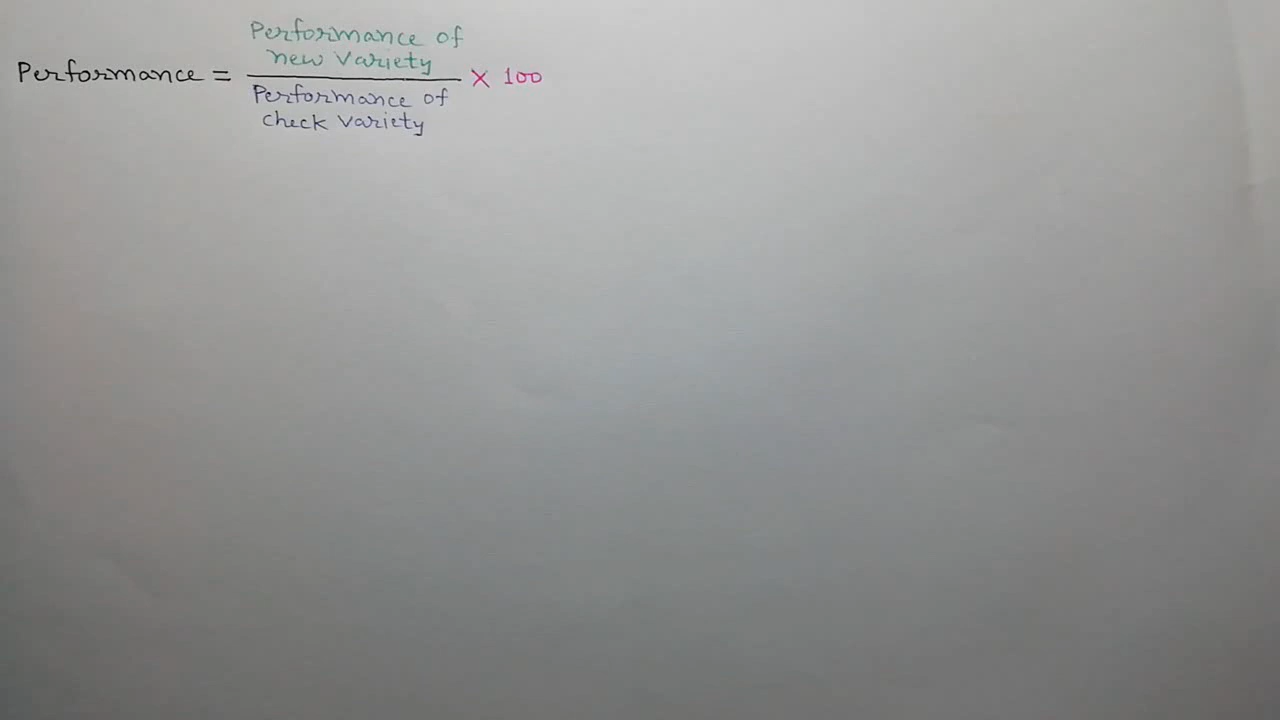 Performance of
new variety
Performance = × 100
Performance of
check variety